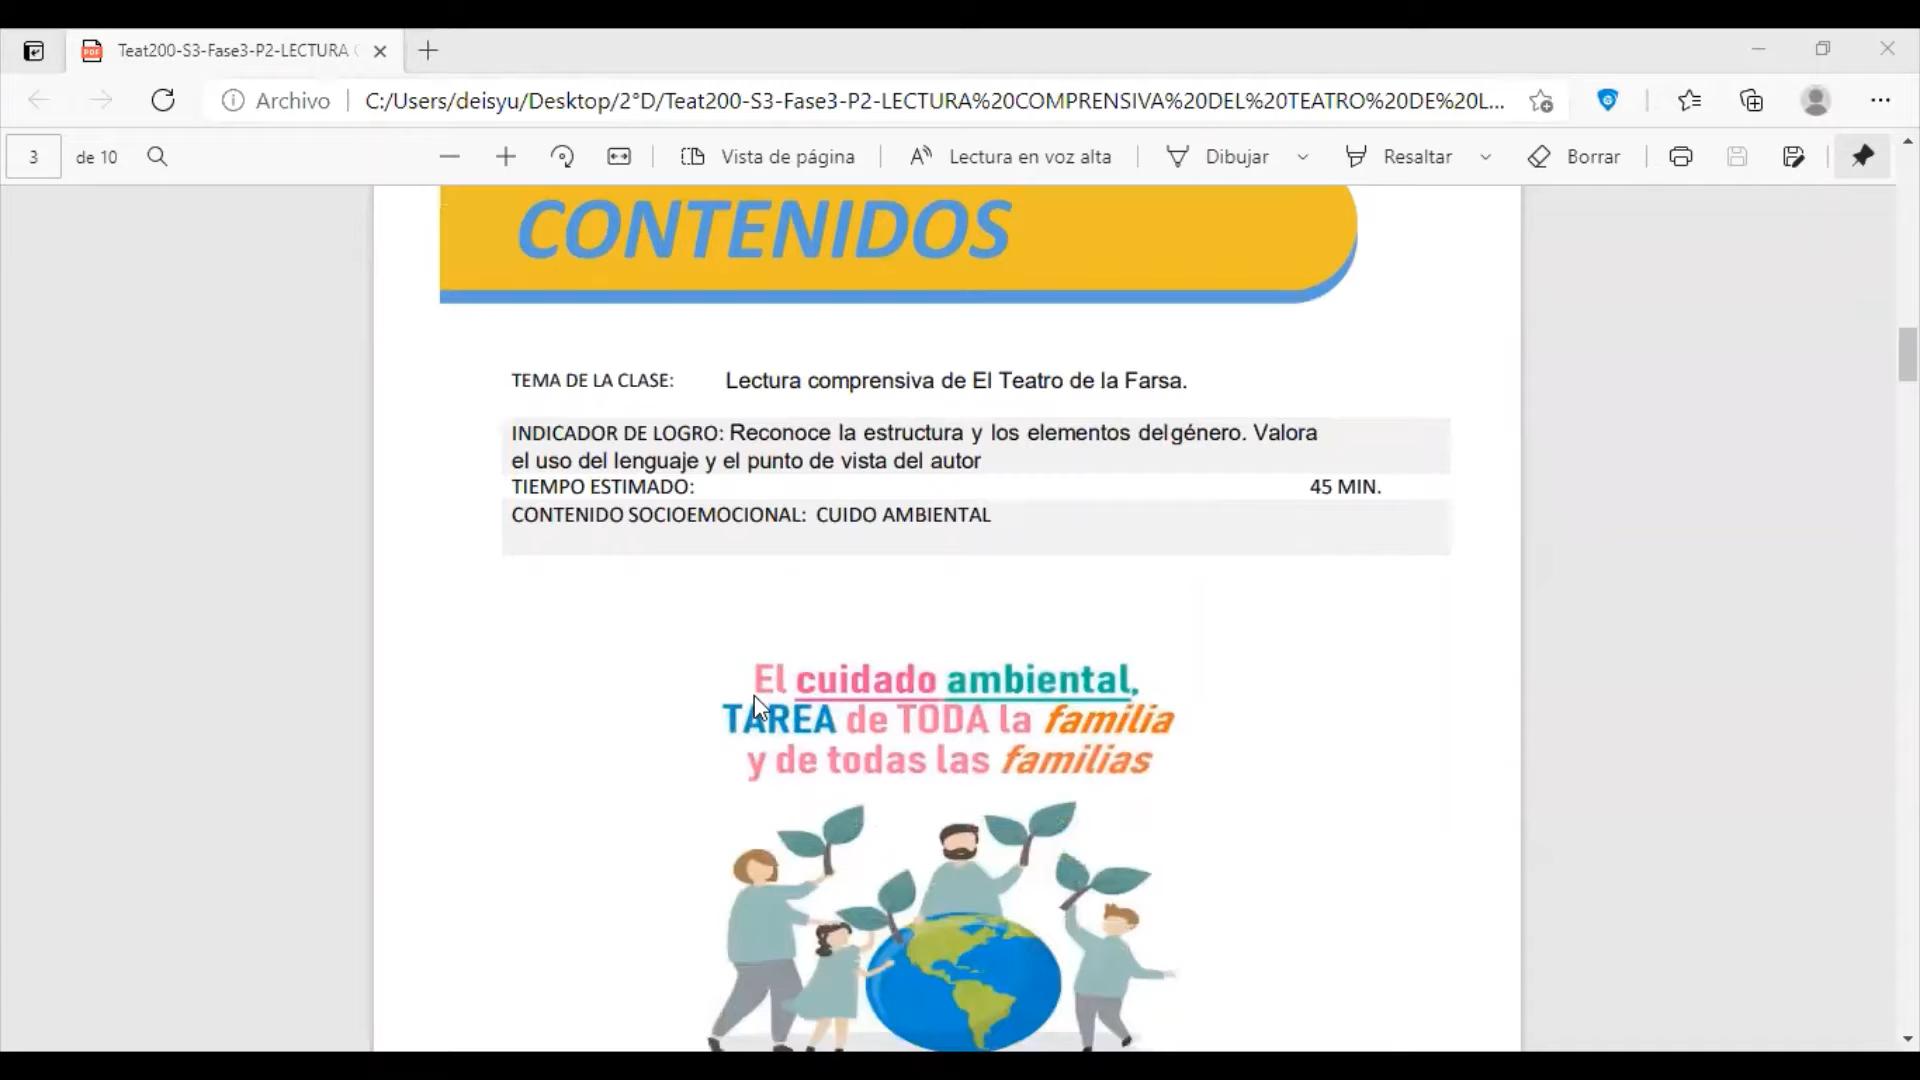 Teat200-S3-Fase3-P2-LECTURA
Archivo
C:/Users/deisyu/Desktop/2°D/Teat200-S3-Fase3-P2-LECTURA%20COMPRENSIVA%20DEL%20TEATRO%20DE%20L...
3 de 10
Vista de página
Lectura en voz alta
Dibujar
Resaltar
Borrar
CONTENIDOS
TEMA DE LA CLASE: Lectura comprensiva de El Teatro de la Farsa.
INDICADOR DE LOGRO: Reconoce la estructura y los elementos delgénero. Valora
el uso del lenguaje y el punto de vista del autor
TIEMPO ESTIMADO: 45 MIN.
CONTENIDO SOCIOEMOCIONAL: CUIDO AMBIENTAL
El cuidado ambiental,
TAREA de TODA la familia
y de todas las familias